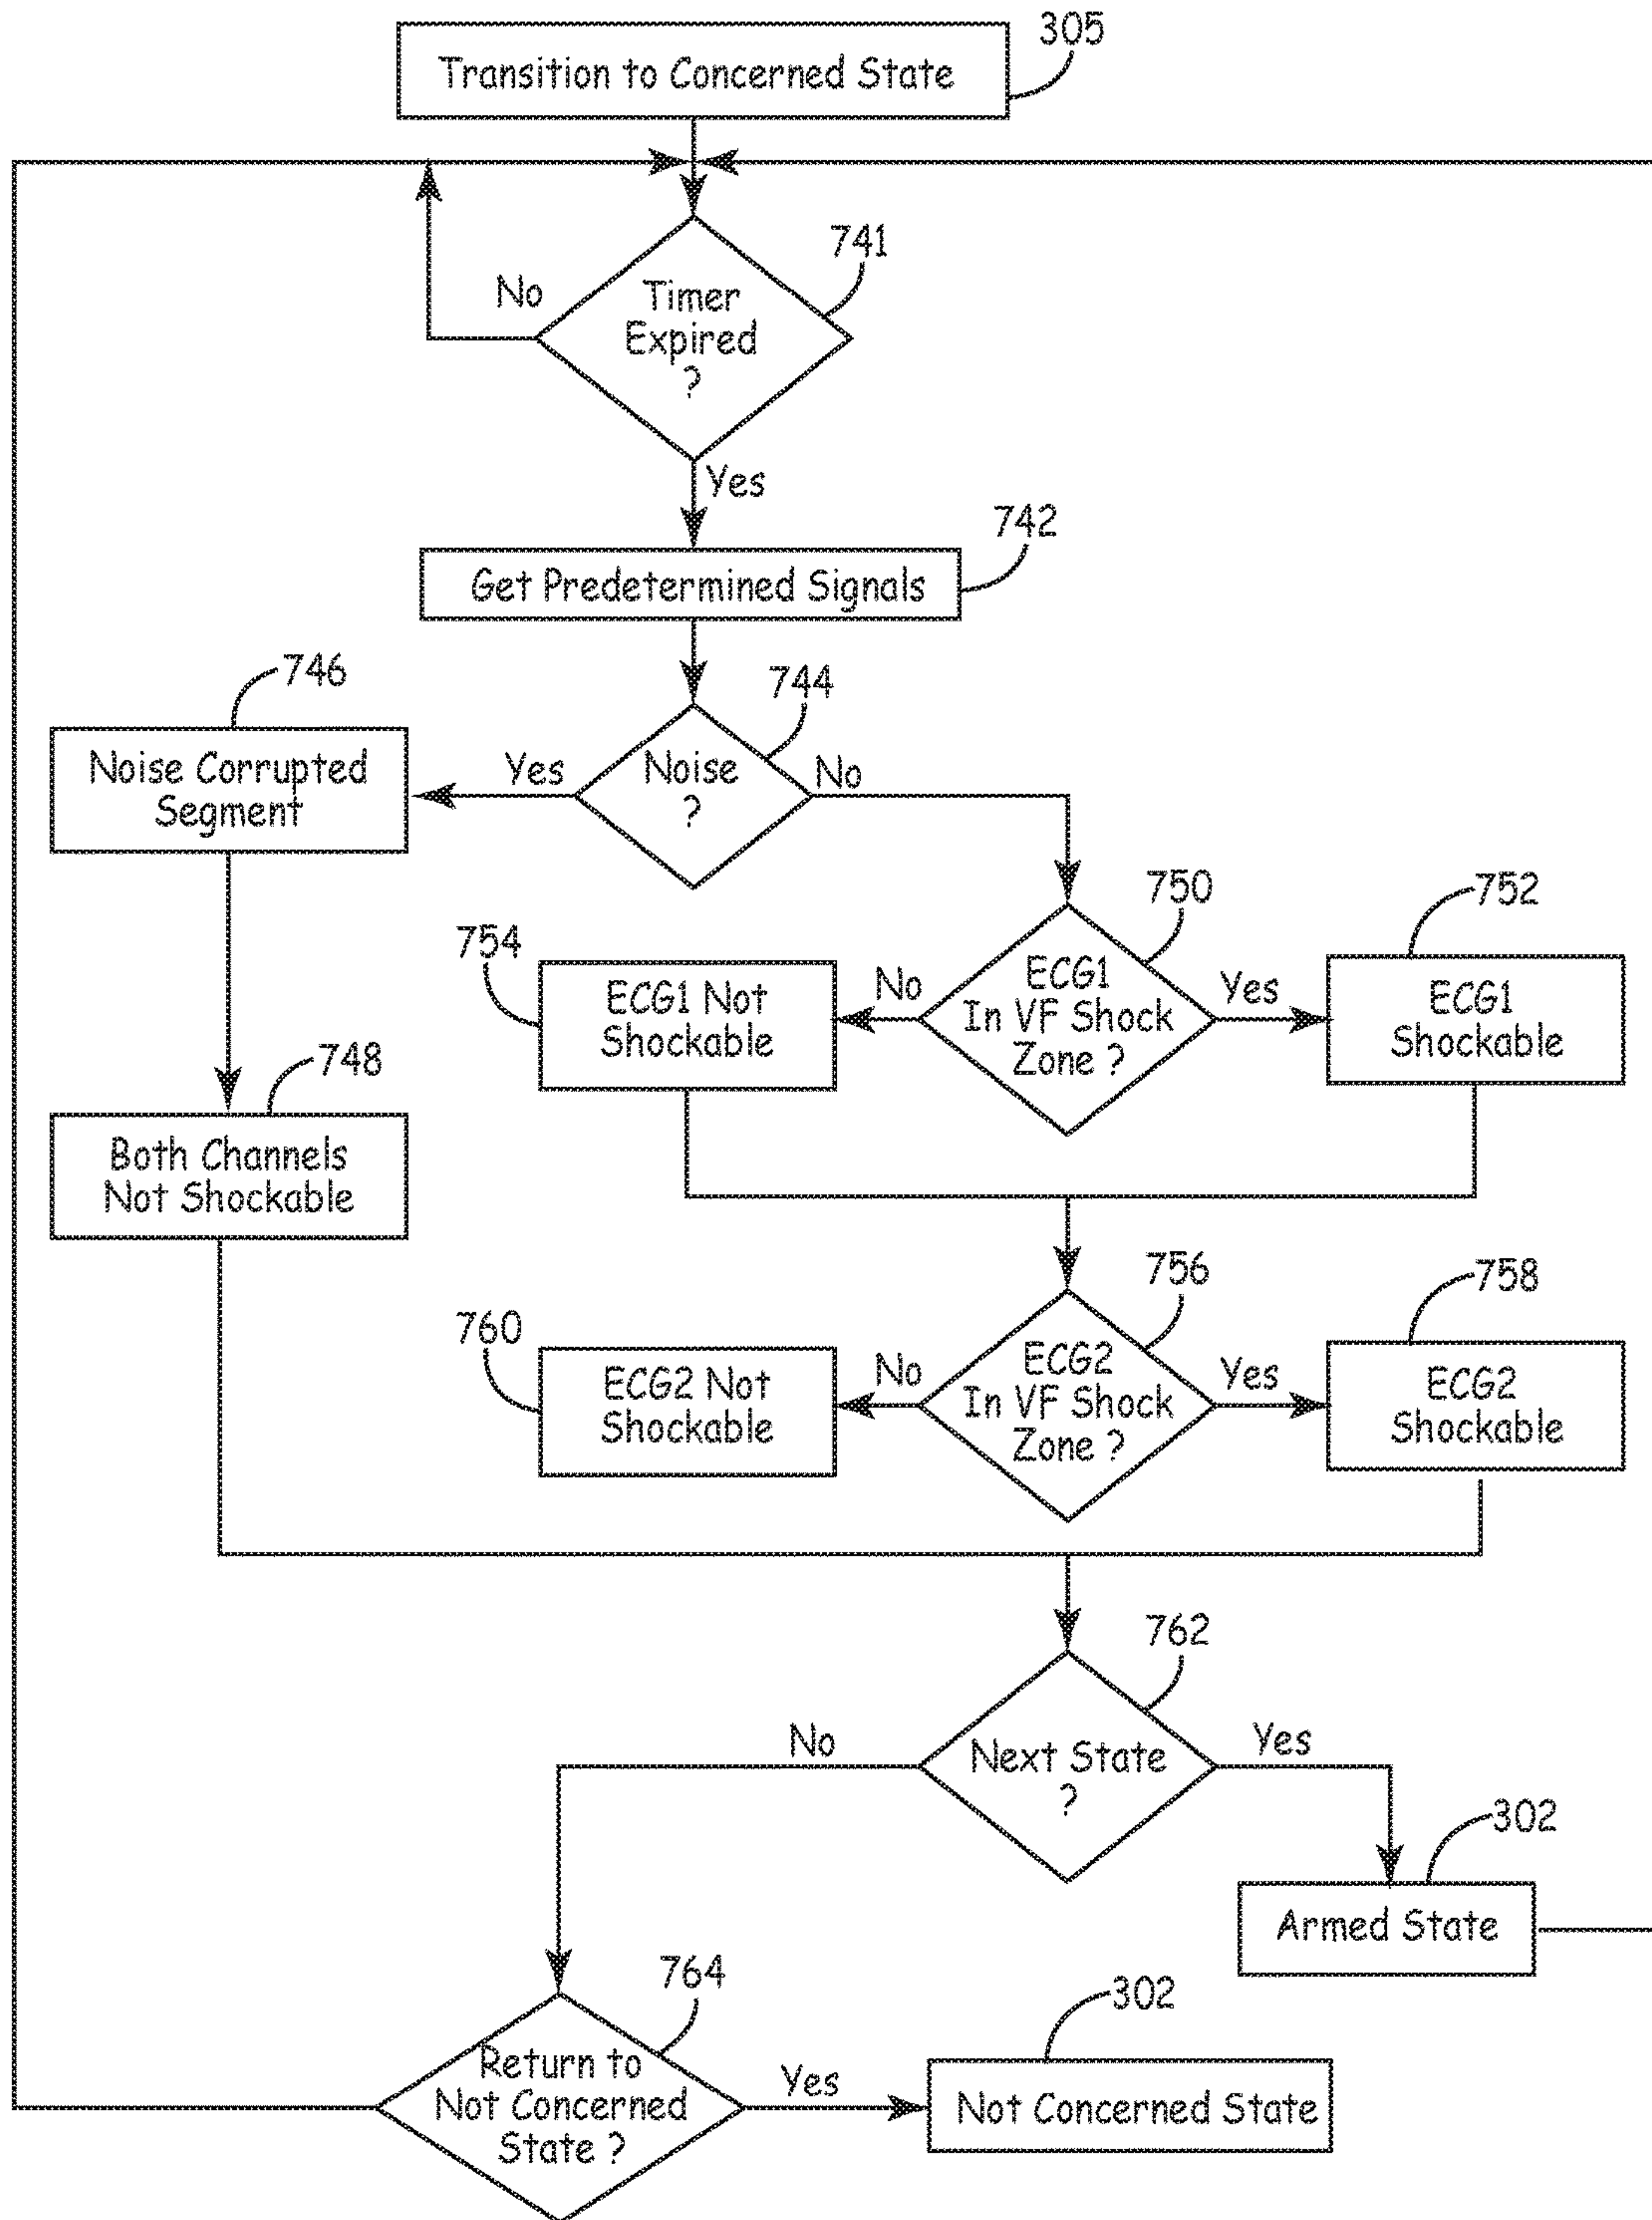 305
Transition to Concerned State
741
No
Timer
Expired
?
Yes
742
Get Predetermined Signals
746
744
Noise Corrupted
Segment
Yes
Noise
?
No
750
752
754
ECG1 Not
Shockable
No
ECG1
In VF Shock
Zone ?
Yes
ECG1
Shockable
748
Both Channels
Not Shockable
756
758
760
ECG2 Not
Shockable
No
ECG2
In VF Shock
Zone ?
Yes
ECG2
Shockable
762
No
Next State
?
Yes
302
Armed State
764
302
Return to
Not Concerned
State ?
Yes
Not Concerned State